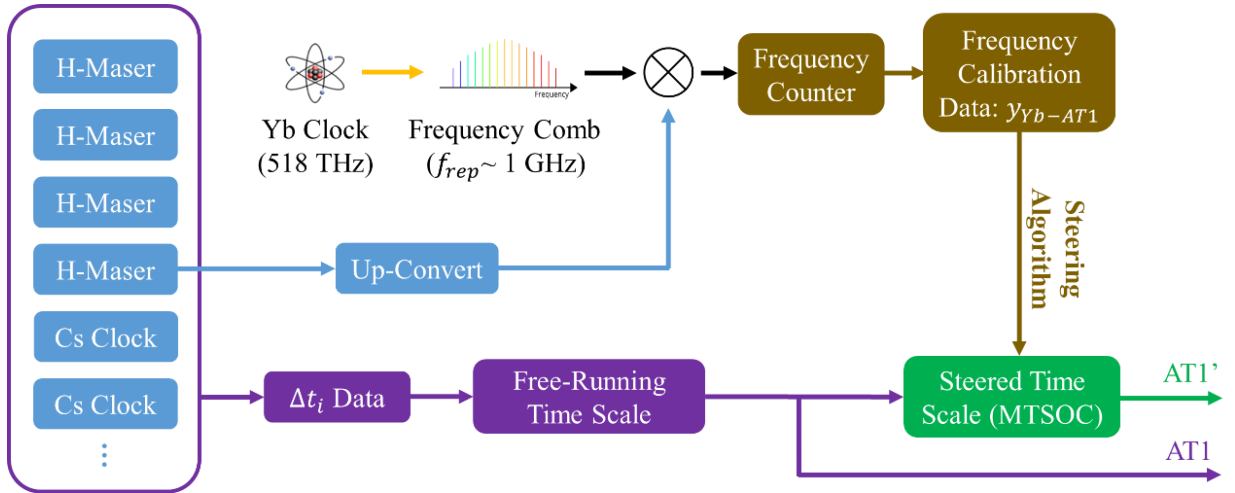 H-Maser
H-Maser
H-Maser
H-Maser
Cs Clock
Cs Clock
⋮
Yb Clock
(518 THz)
Frequency
Frequency Comb
(f_rep~ 1 GHz)
Frequency
Counter
Frequency
Calibration
Data: y_Yb−AT1
Steering
Algorithm
Up-Convert
Δt_i Data
Free-Running
Time Scale
Steered Time
Scale (MTSOC)
AT1’
AT1